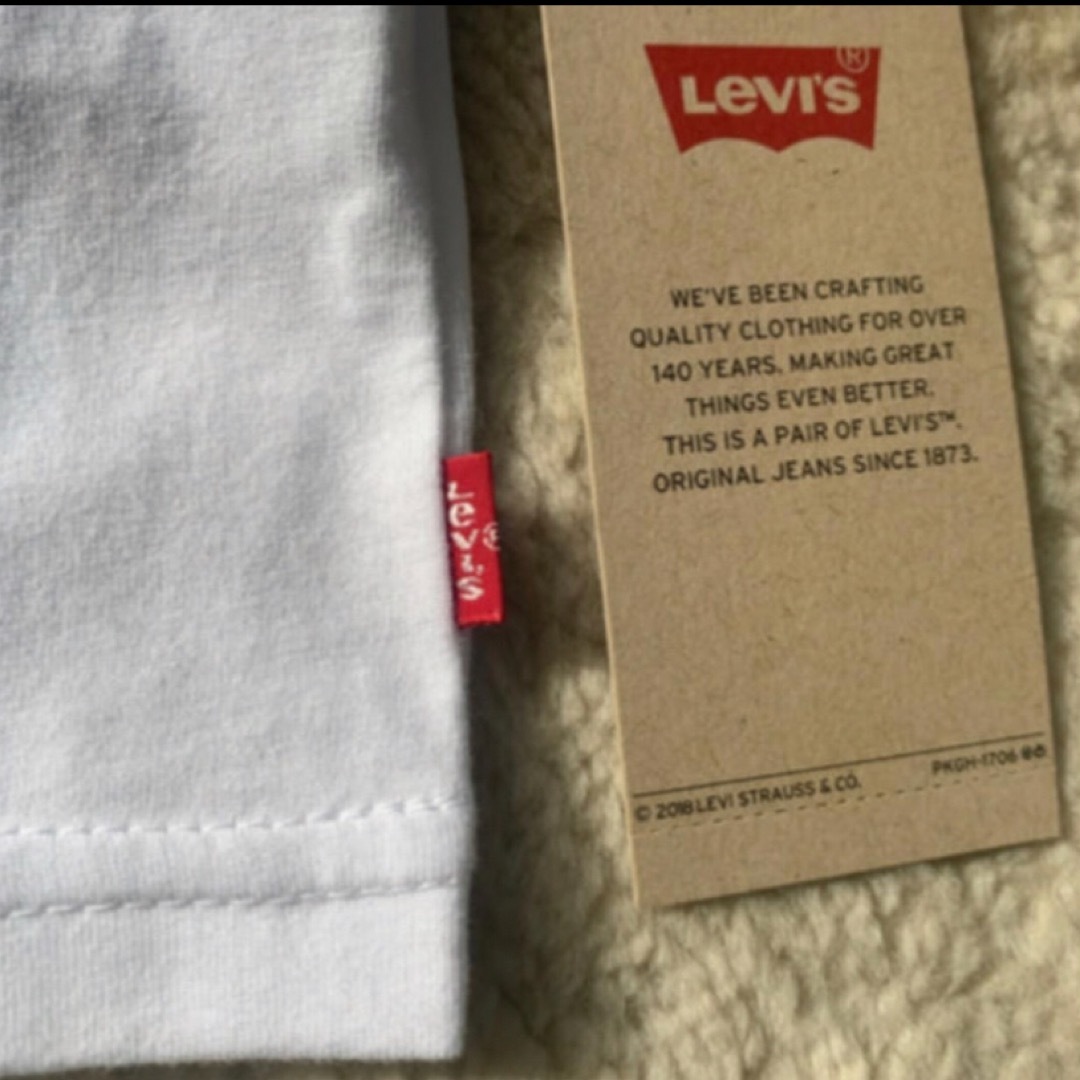 LEVI'S ®
WE'VE BEEN CRAFTING
QUALITY CLOTHING FOR OVER
140 YEARS. MAKING GREAT
THINGS EVEN BETTER.
THIS IS A PAIR OF LEVI'S™.
ORIGINAL JEANS SINCE 1873.
© 2018 LEVI STRAUSS & CO.
LEVI'S ®